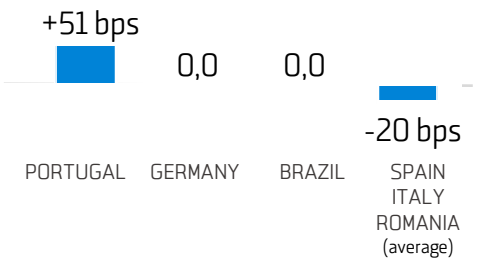 +51 bps
0,0
0,0
-20 bps
PORTUGAL
GERMANY
BRAZIL
SPAIN
ITALY
ROMANIA
(average)